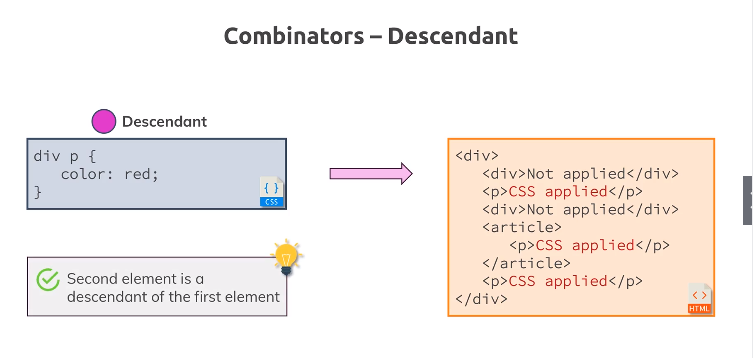 Combinators – Descendant
Descendant
div p {
color: red;
}
CSS
Second element is a
descendant of the first element
<div>
<div>Not applied</div>
<p>CSS applied</p>
<div>Not applied</div>
<article>
<p>CSS applied</p>
</article>
<p>CSS applied</p>
</div>
HTML